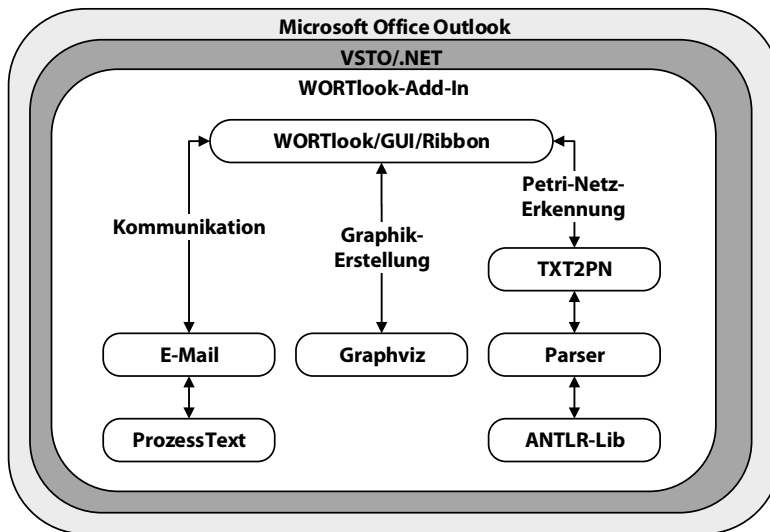 Microsoft Office Outlook
VSTO/.NET
WORTlook-Add-In
WORTlook/GUI/Ribbon
Kommunikation
Graphik-
Erstellung
Petri-Netz-
Erkennung
TXT2PN
E-Mail
Graphviz
Parser
ProzessText
ANTLR-Lib